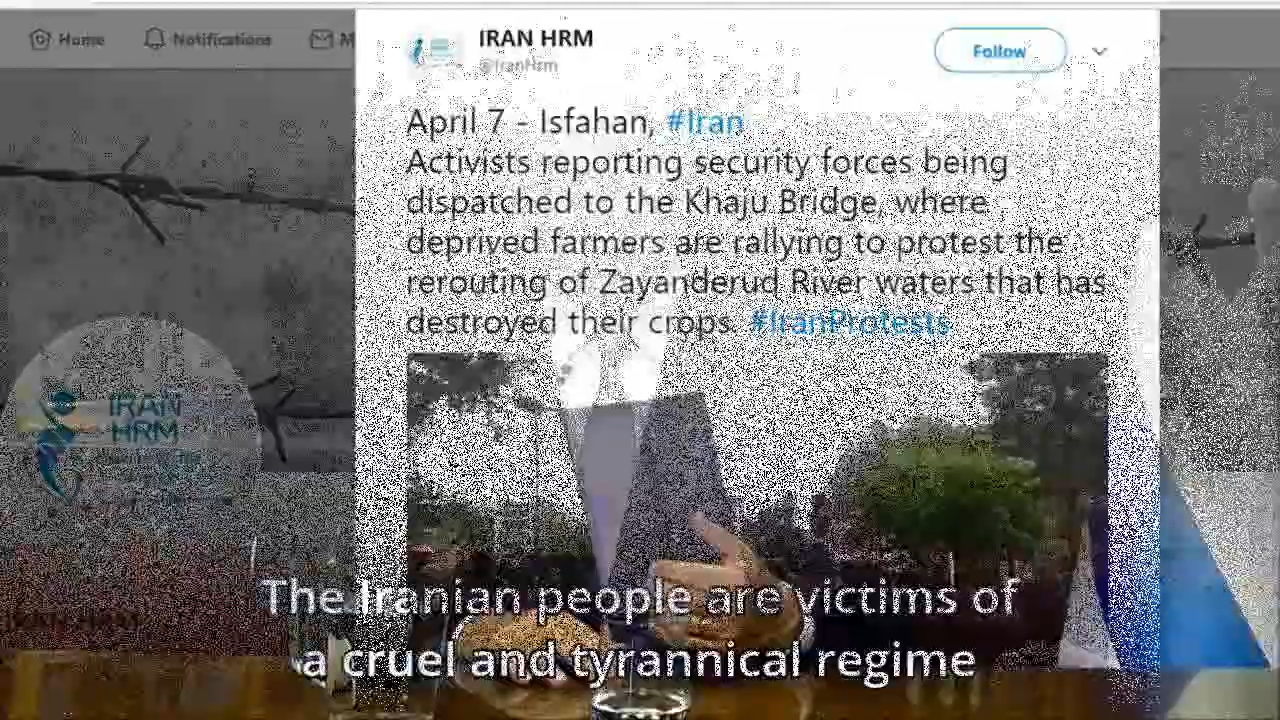 Home Notifications M
IRAN HRM
@IranHrm
Follow
April 7 - Isfahan, #Iran
Activists reporting security forces being
dispatched to the Khaju Bridge, where
deprived farmers are rallying to protest the
rerouting of Zayanderud River waters that has
destroyed their crops. #IranProtests
IRAN
HRM
IRAN HRM
The Iranian people are victims of
a cruel and tyrannical regime